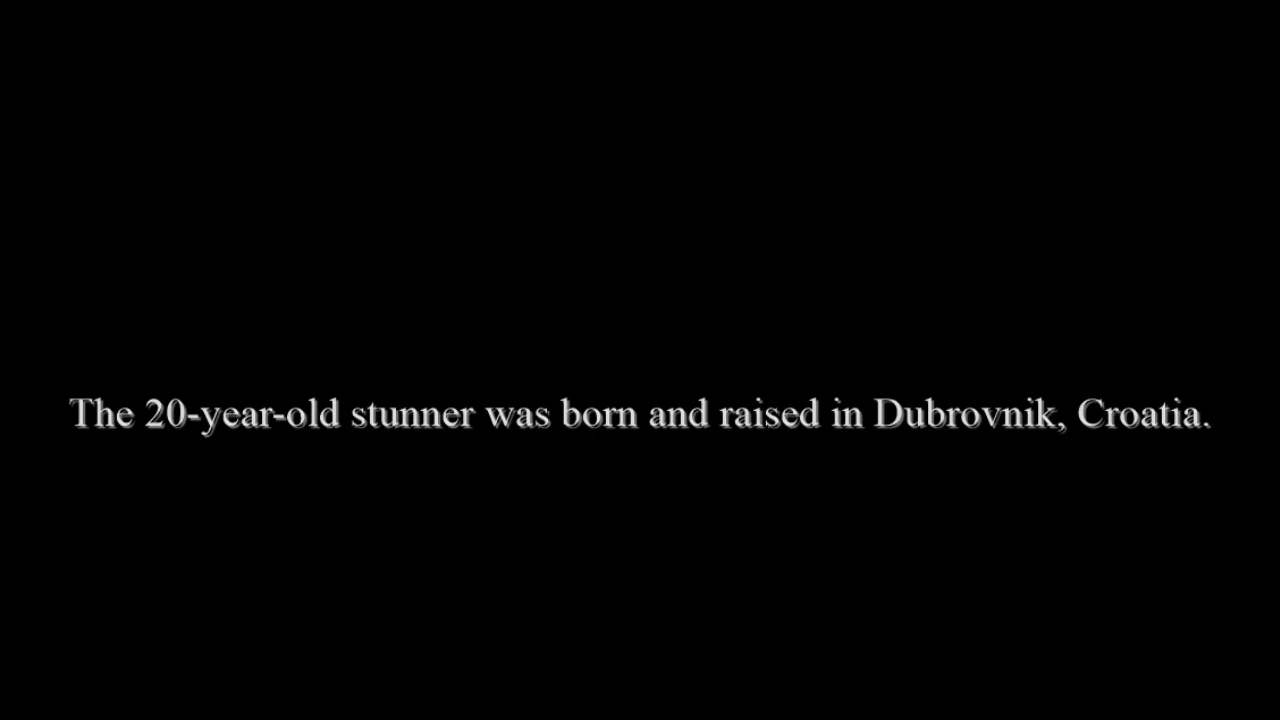 The 20-year-old stunner was born and raised in Dubrovnik, Croatia.